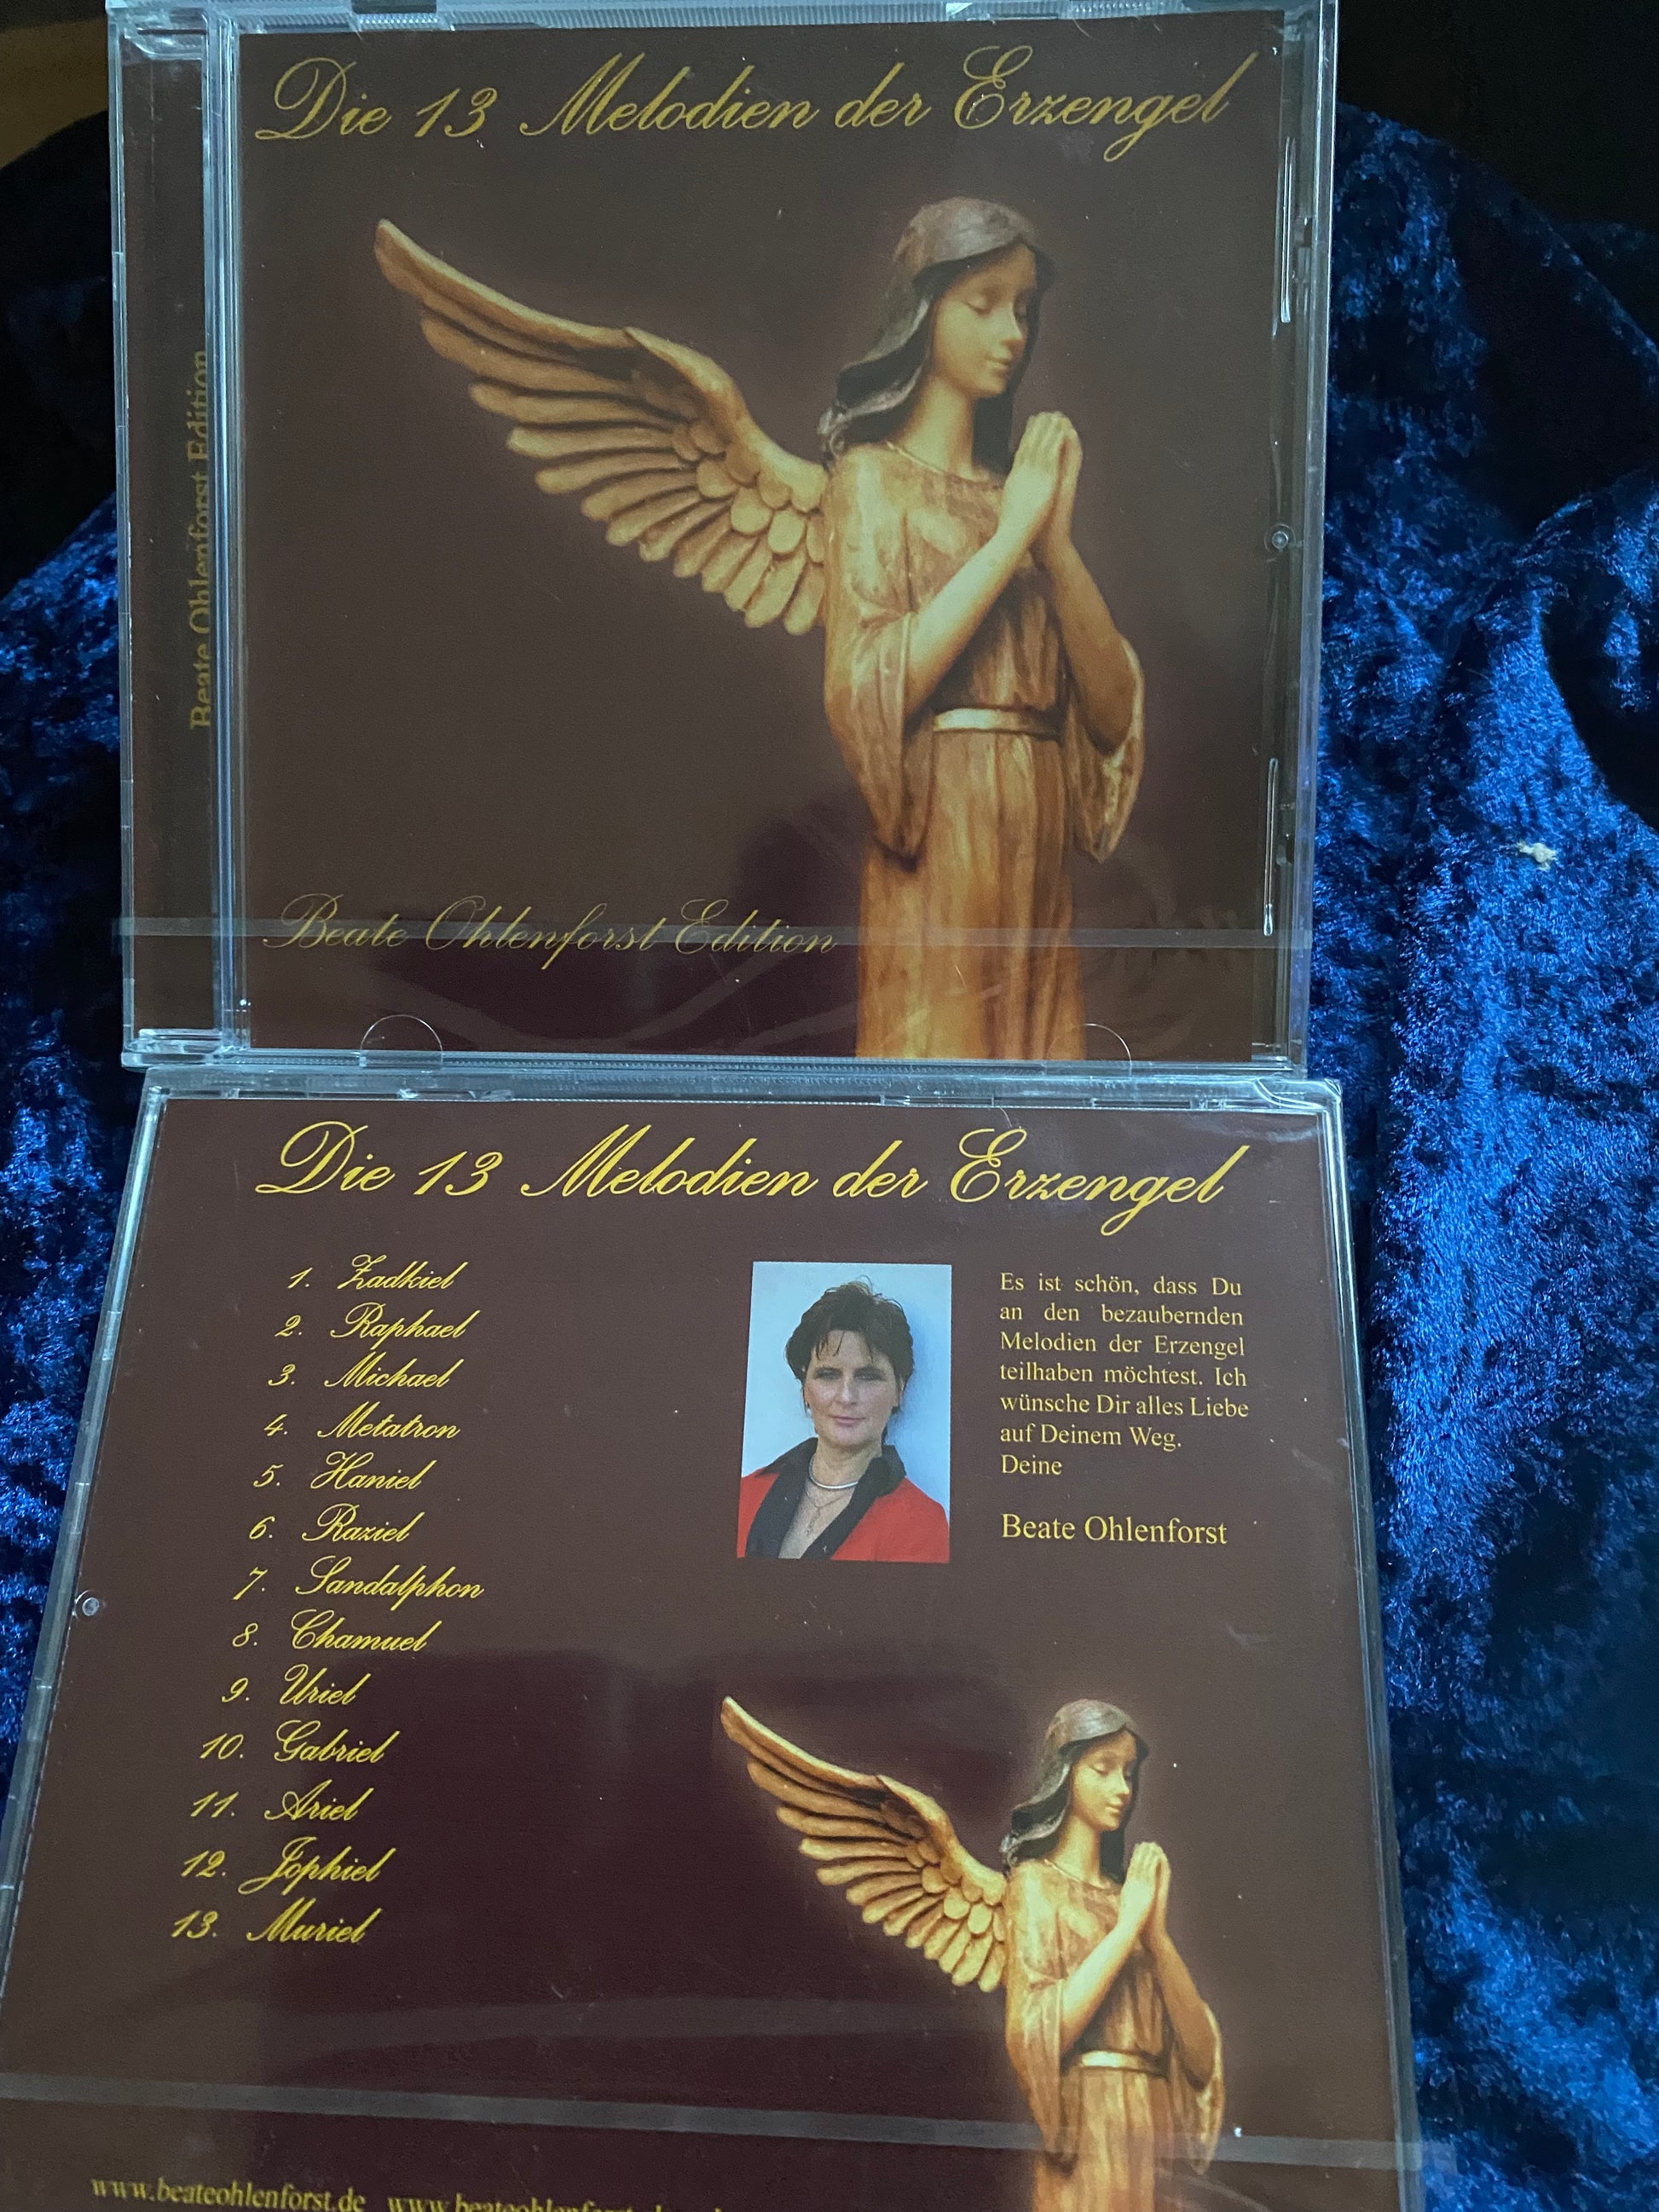 Die 13 Melodien der Erzengel
Beate Ohlenforst Edition
Beate Ohlenforst Edition
Die 13 Melodien der Erzengel
1. Zadkiel
2. Raphael
3. Michael
4. Metatron
5. Haniel
6. Raziel
7. Sandalphon
8. Chamuel
9. Uriel
10. Gabriel
11. Ariel
12. Jophiel
13. Muriel
Es ist schön, dass Du
an den bezaubernden
Melodien der Erzengel
teilhaben möchtest. Ich
wünsche Dir alles Liebe
auf Deinem Weg.
Deine
Beate Ohlenforst
www.beateohlenforst.de